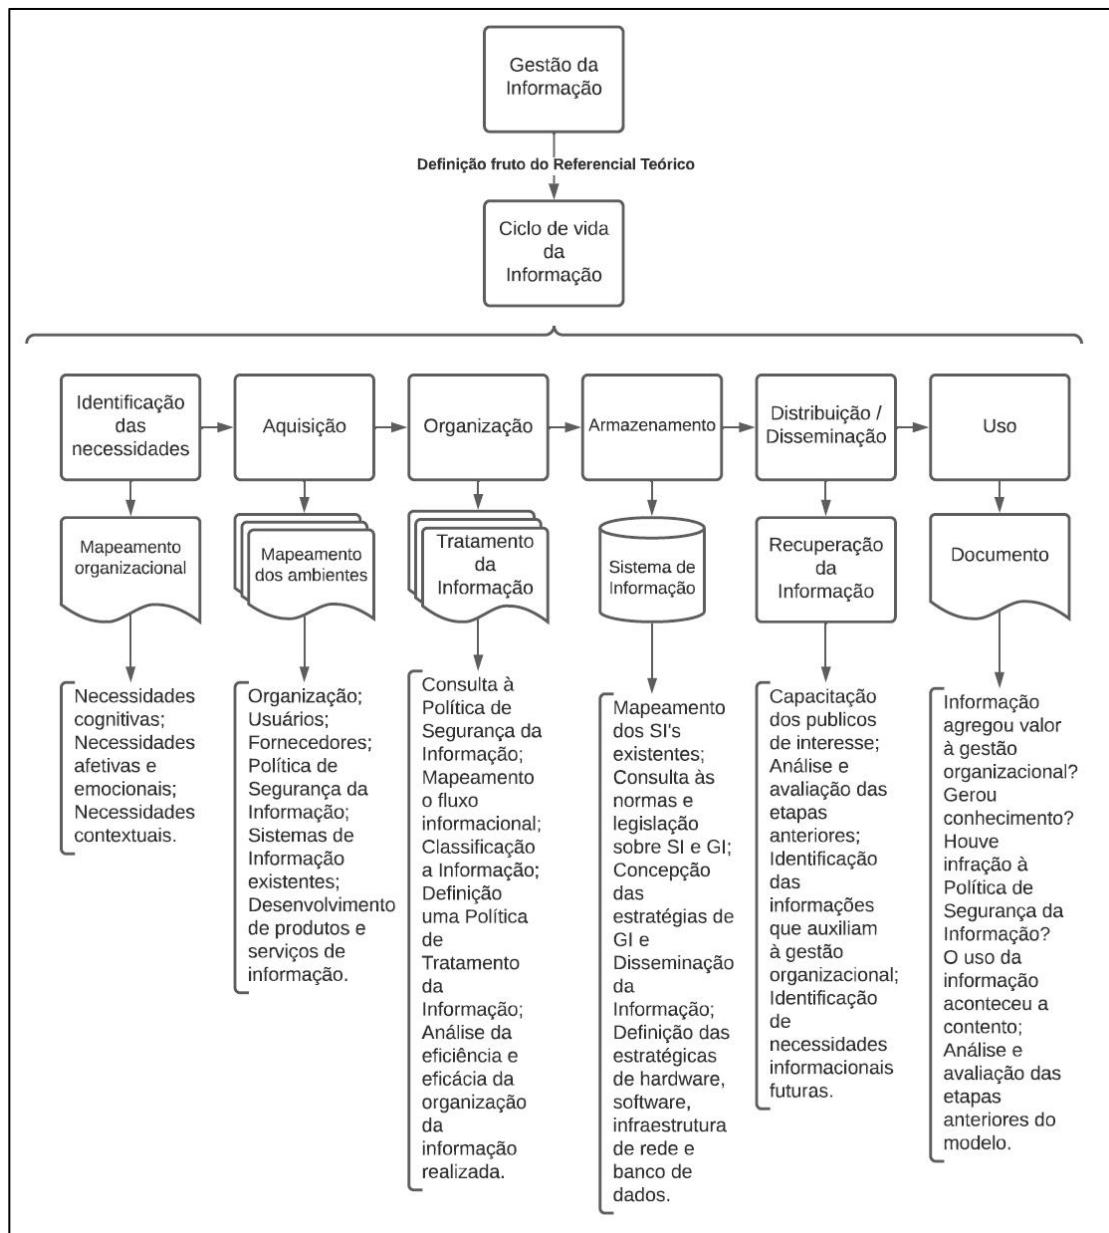 Gestão da
Informação
Definição fruto do Referencial Teórico
Ciclo de vida
da
Informação
Identificação
das
necessidades
Aquisição
Organização
Armazenamento
Distribuição /
Disseminação
Uso
Mapeamento
organizacional
Mapeamento
dos ambientes
Tratamento
da
Informação
Sistema de
Informação
Recuperação
da
Informação
Documento
Necessidades
cognitivas;
Necessidades
afetivas e
emocionais;
Necessidades
contextuais.
Organização;
Usuários;
Fornecedores;
Política de
Segurança da
Informação;
Sistemas de
Informação
existentes;
Desenvolvimento
de produtos e
serviços de
informação.
Consulta à
Política de
Segurança da
Informação;
Mapeamento
o fluxo
informacional;
Classificação
a Informação;
Definição
uma Política
de
Tratamento
da
Informação;
Análise da
eficiência e
eficácia da
organização
da
informação
realizada.
Mapeamento
dos SI's
existentes;
Consulta às
normas e
legislação
sobre SI e GI;
Concepção
das
estratégias de
GI e
Disseminação
da
Informação;
Definição das
estratégicas
de hardware,
software,
infraestrutura
de rede e
banco de
dados.
Capacitação
dos publicos
de interesse;
Análise e
avaliação das
etapas
anteriores;
Identificação
das
informações
que auxiliam
à gestão
organizacional;
Identificação
de
necessidades
informacionais
futuras.
Informação
agregou valor
à gestão
organizacional?
Gerou
conhecimento?
Houve
infração à
Política de
Segurança da
Informação?
O uso da
informação
aconteceu a
contento;
Análise e
avaliação das
etapas
anteriores do
modelo.